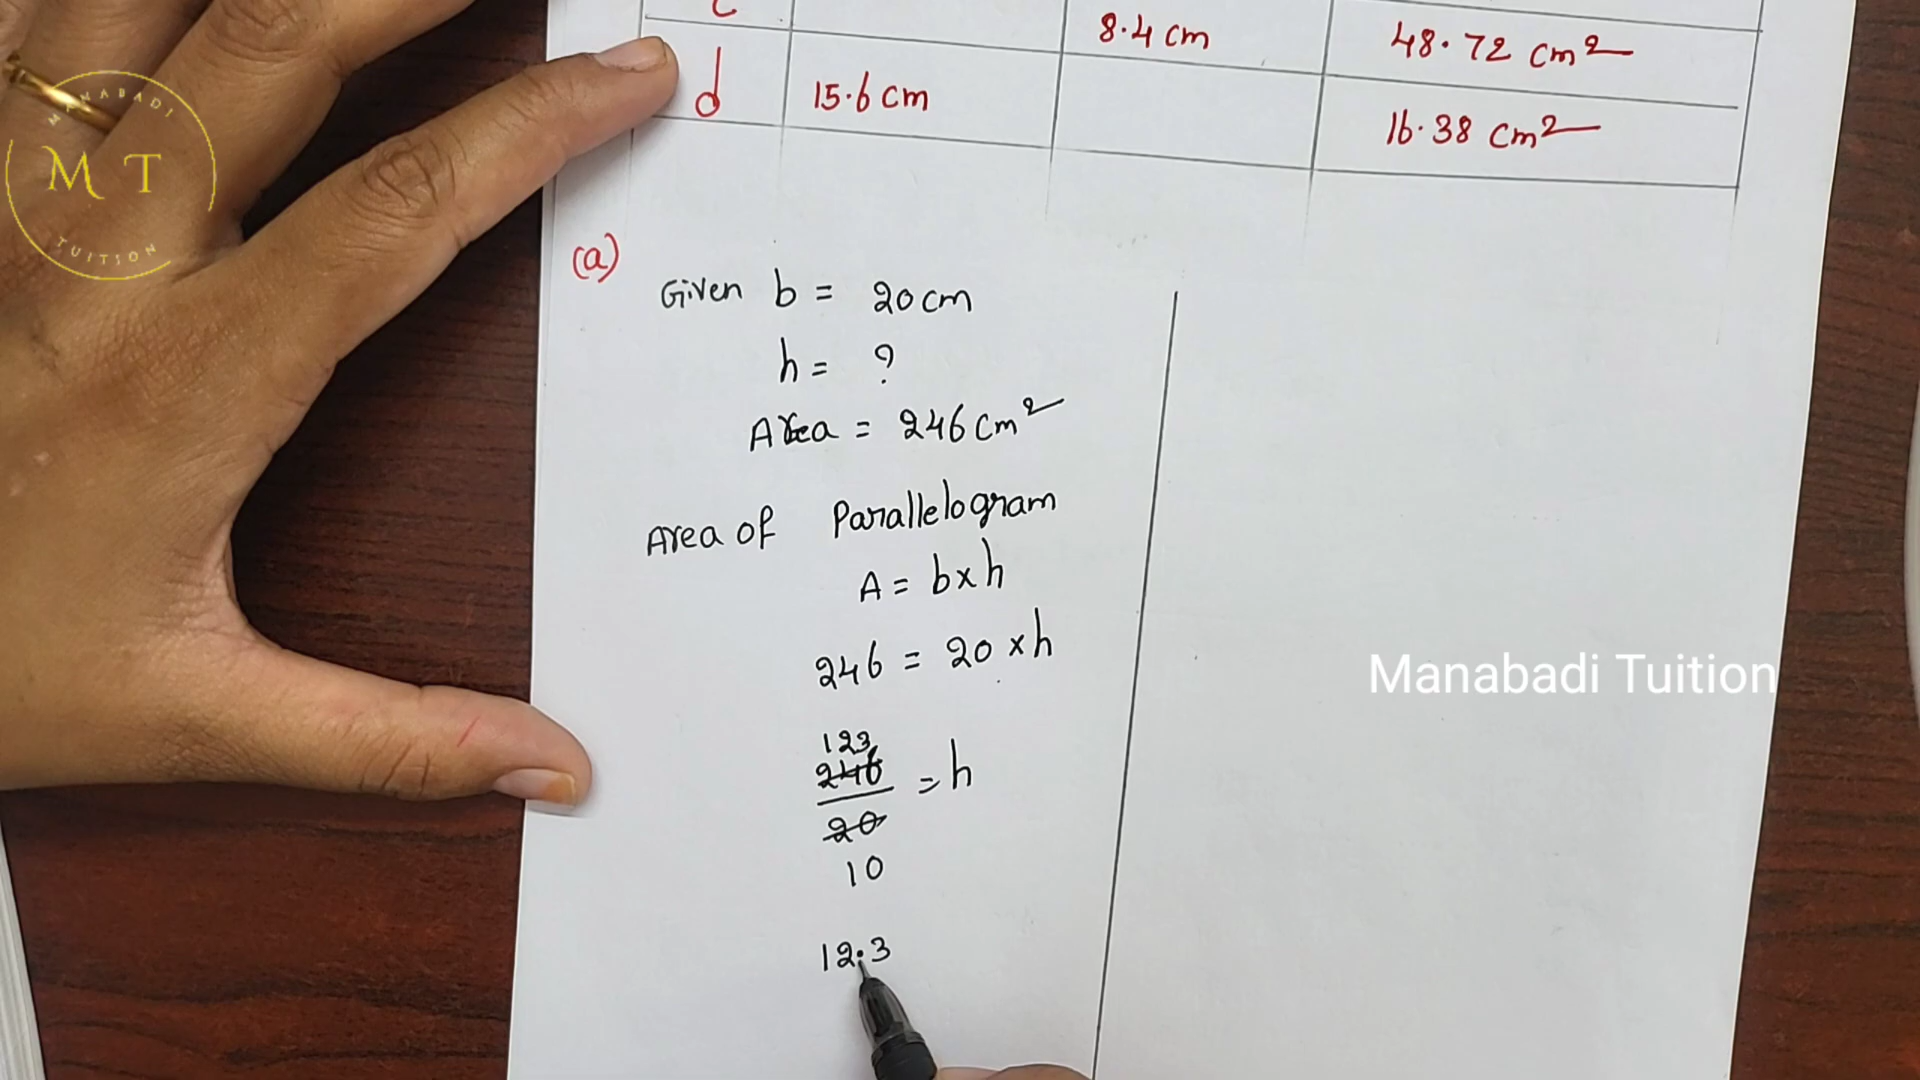 c
8.4 cm
48.72 cm²
d
15.6 cm
16.38 cm²
MANABADI
M T
TUITSON
(a)
Given b = 20 cm
h = ?
Area = 246 cm²
Area of Parallelogram
A = b×h
246 = 20 × h
123
246 = h
20
10
12.3
Manabadi Tuition